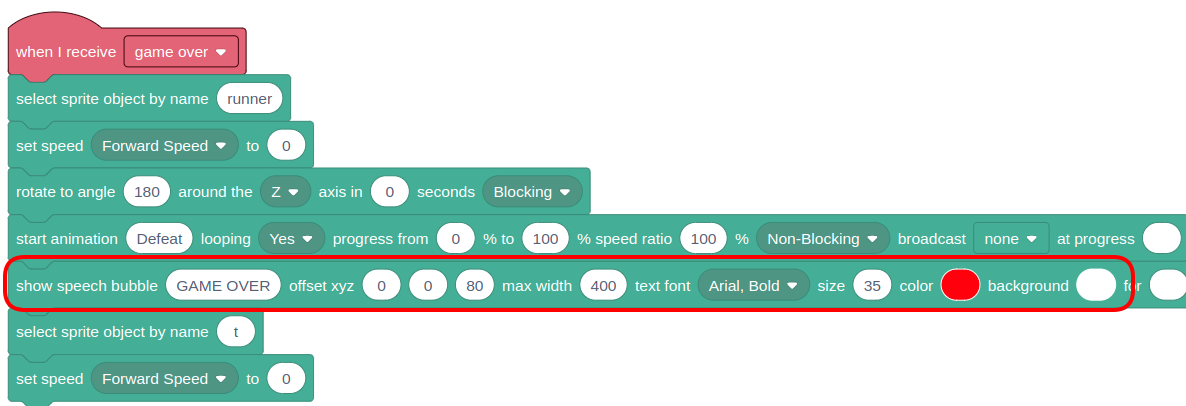 when I receive game over
select sprite object by name runner
set speed Forward Speed to 0
rotate to angle 180 around the Z axis in 0 seconds Blocking
start animation Defeat looping Yes progress from 0 % to 100 % speed ratio 100 % Non-Blocking broadcast none at progress
show speech bubble GAME OVER offset xyz 0 0 80 max width 400 text font Arial, Bold size 35 color background for
select sprite object by name t
set speed Forward Speed to 0